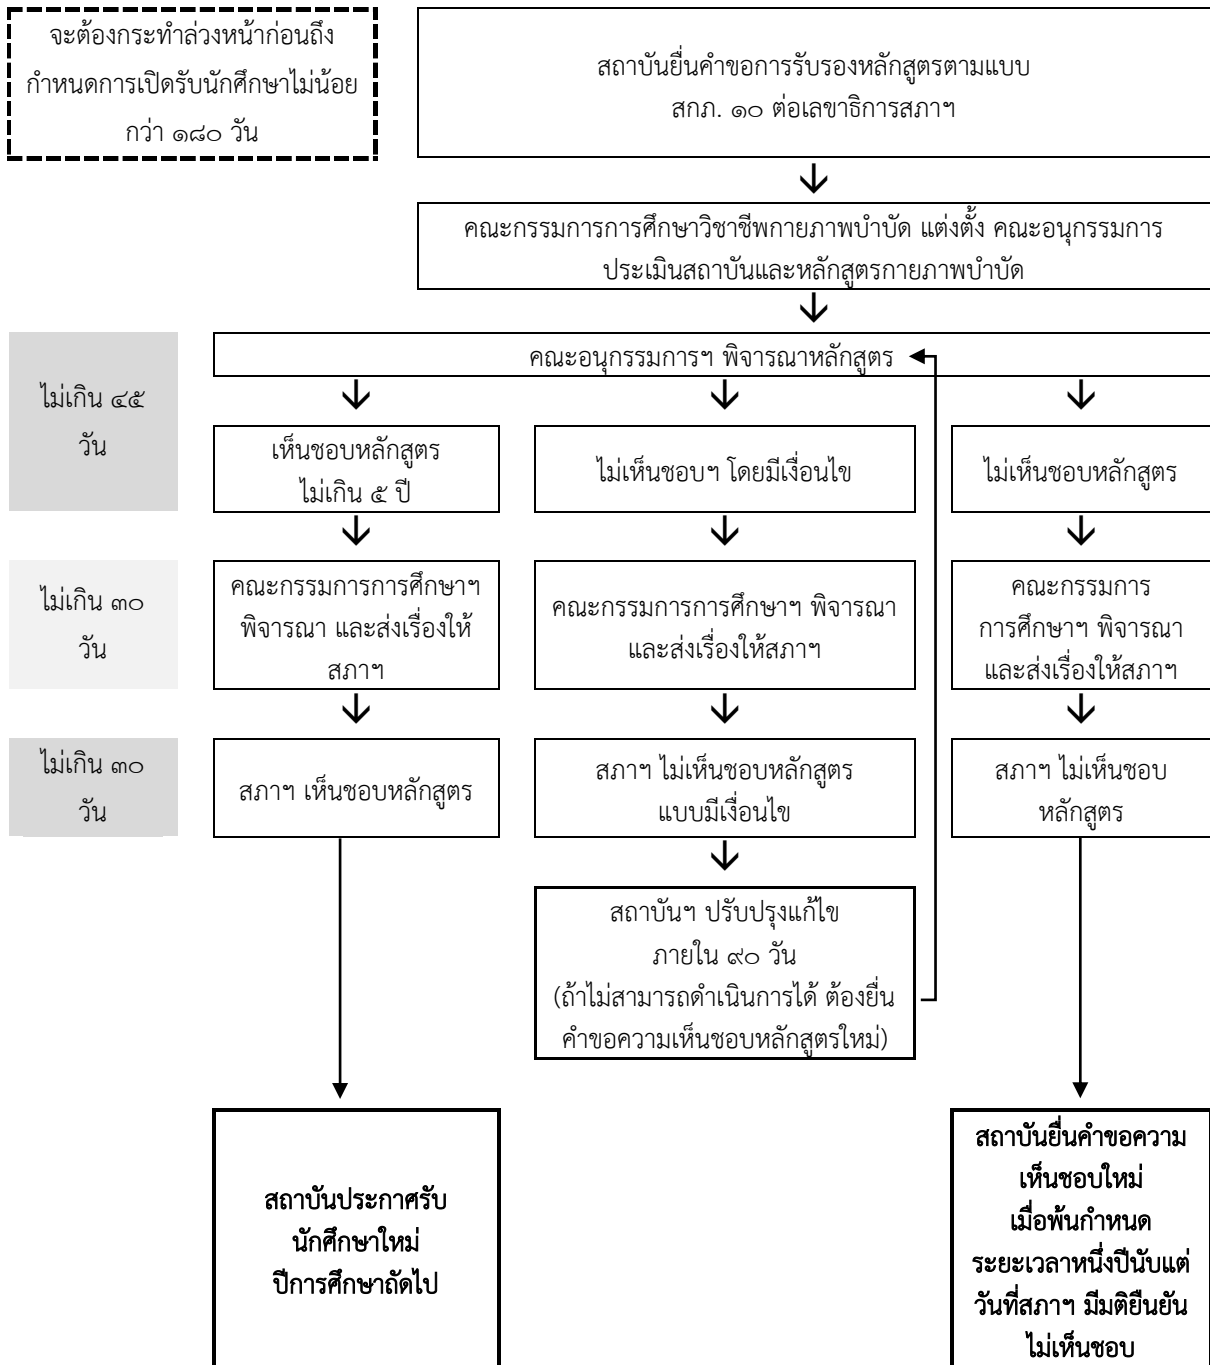 จะต้องกระทำล่วงหน้าก่อนถึง
กำหนดการเปิดรับนักศึกษาไม่น้อย
กว่า ๑๘๐ วัน
สถาบันยื่นคำขอการรับรองหลักสูตรตามแบบ
สกภ. ๑๐ ต่อเลขาธิการสภาฯ
คณะกรรมการการศึกษาวิชาชีพกายภาพบำบัด แต่งตั้ง คณะอนุกรรมการ
ประเมินสถาบันและหลักสูตรกายภาพบำบัด
ไม่เกิน ๔๕
วัน
คณะอนุกรรมการฯ พิจารณาหลักสูตร
เห็นชอบหลักสูตร
ไม่เกิน ๕ ปี
ไม่เห็นชอบฯ โดยมีเงื่อนไข
ไม่เห็นชอบหลักสูตร
ไม่เกิน ๓๐
วัน
คณะกรรมการการศึกษาฯ
พิจารณา และส่งเรื่องให้
สภาฯ
คณะกรรมการการศึกษาฯ พิจารณา
และส่งเรื่องให้สภาฯ
คณะกรรมการ
การศึกษาฯ พิจารณา
และส่งเรื่องให้สภาฯ
ไม่เกิน ๓๐
วัน
สภาฯ เห็นชอบหลักสูตร
สภาฯ ไม่เห็นชอบหลักสูตร
แบบมีเงื่อนไข
สภาฯ ไม่เห็นชอบ
หลักสูตร
สถาบันฯ ปรับปรุงแก้ไข
ภายใน ๙๐ วัน
(ถ้าไม่สามารถดำเนินการได้ ต้องยื่น
คำขอความเห็นชอบหลักสูตรใหม่)
สถาบันประกาศรับ
นักศึกษาใหม่
ปีการศึกษาถัดไป
สถาบันยื่นคำขอความ
เห็นชอบใหม่
เมื่อพ้นกำหนด
ระยะเวลาหนึ่งปีนับแต่
วันที่สภาฯ มีมติยืนยัน
ไม่เห็นชอบ